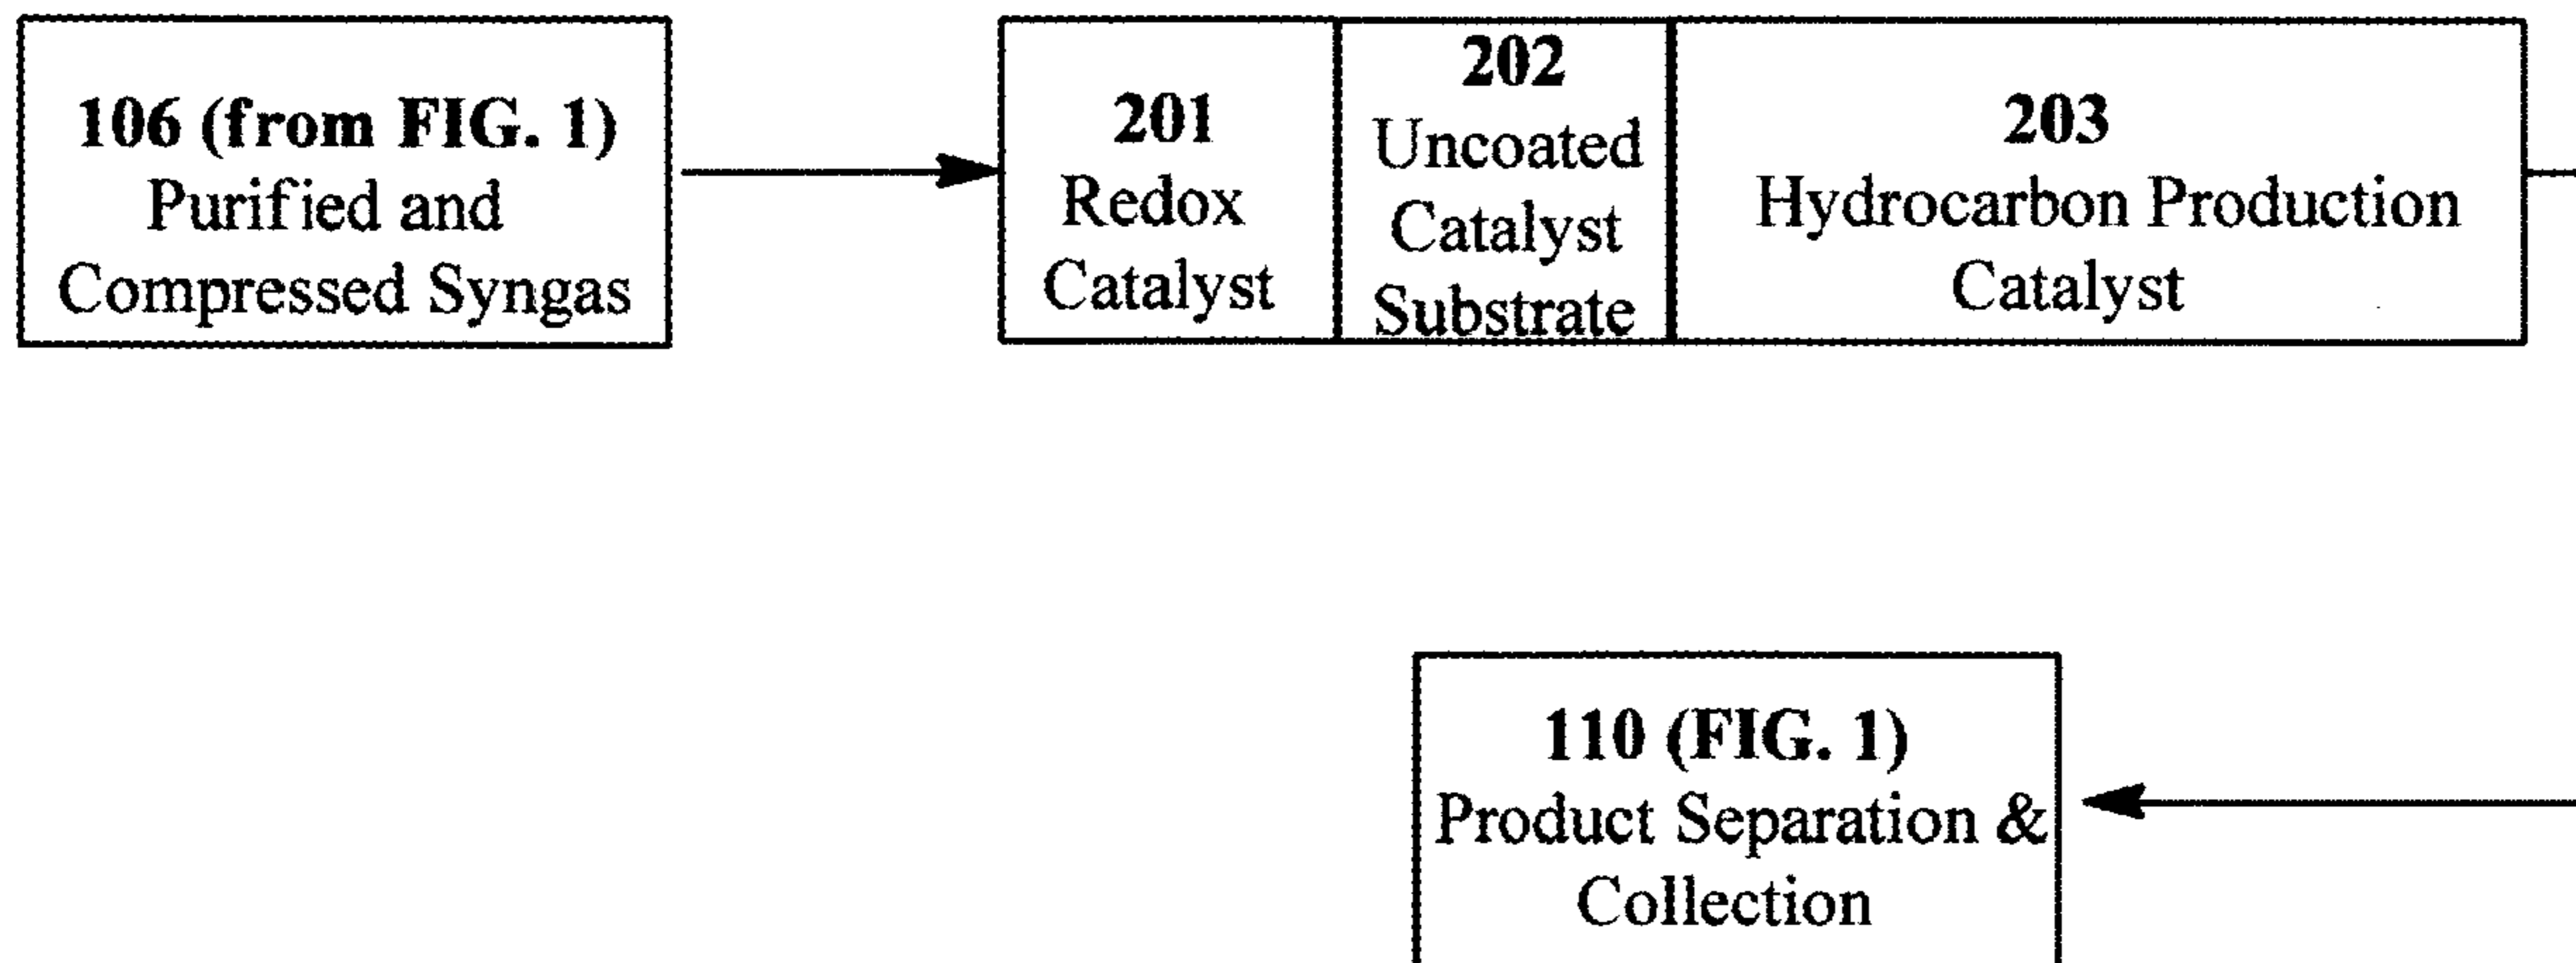 106 (from FIG. 1)
Purified and
Compressed Syngas
201
Redox
Catalyst
202
Uncoated
Catalyst
Substrate
203
Hydrocarbon Production
Catalyst
110 (FIG. 1)
Product Separation &
Collection